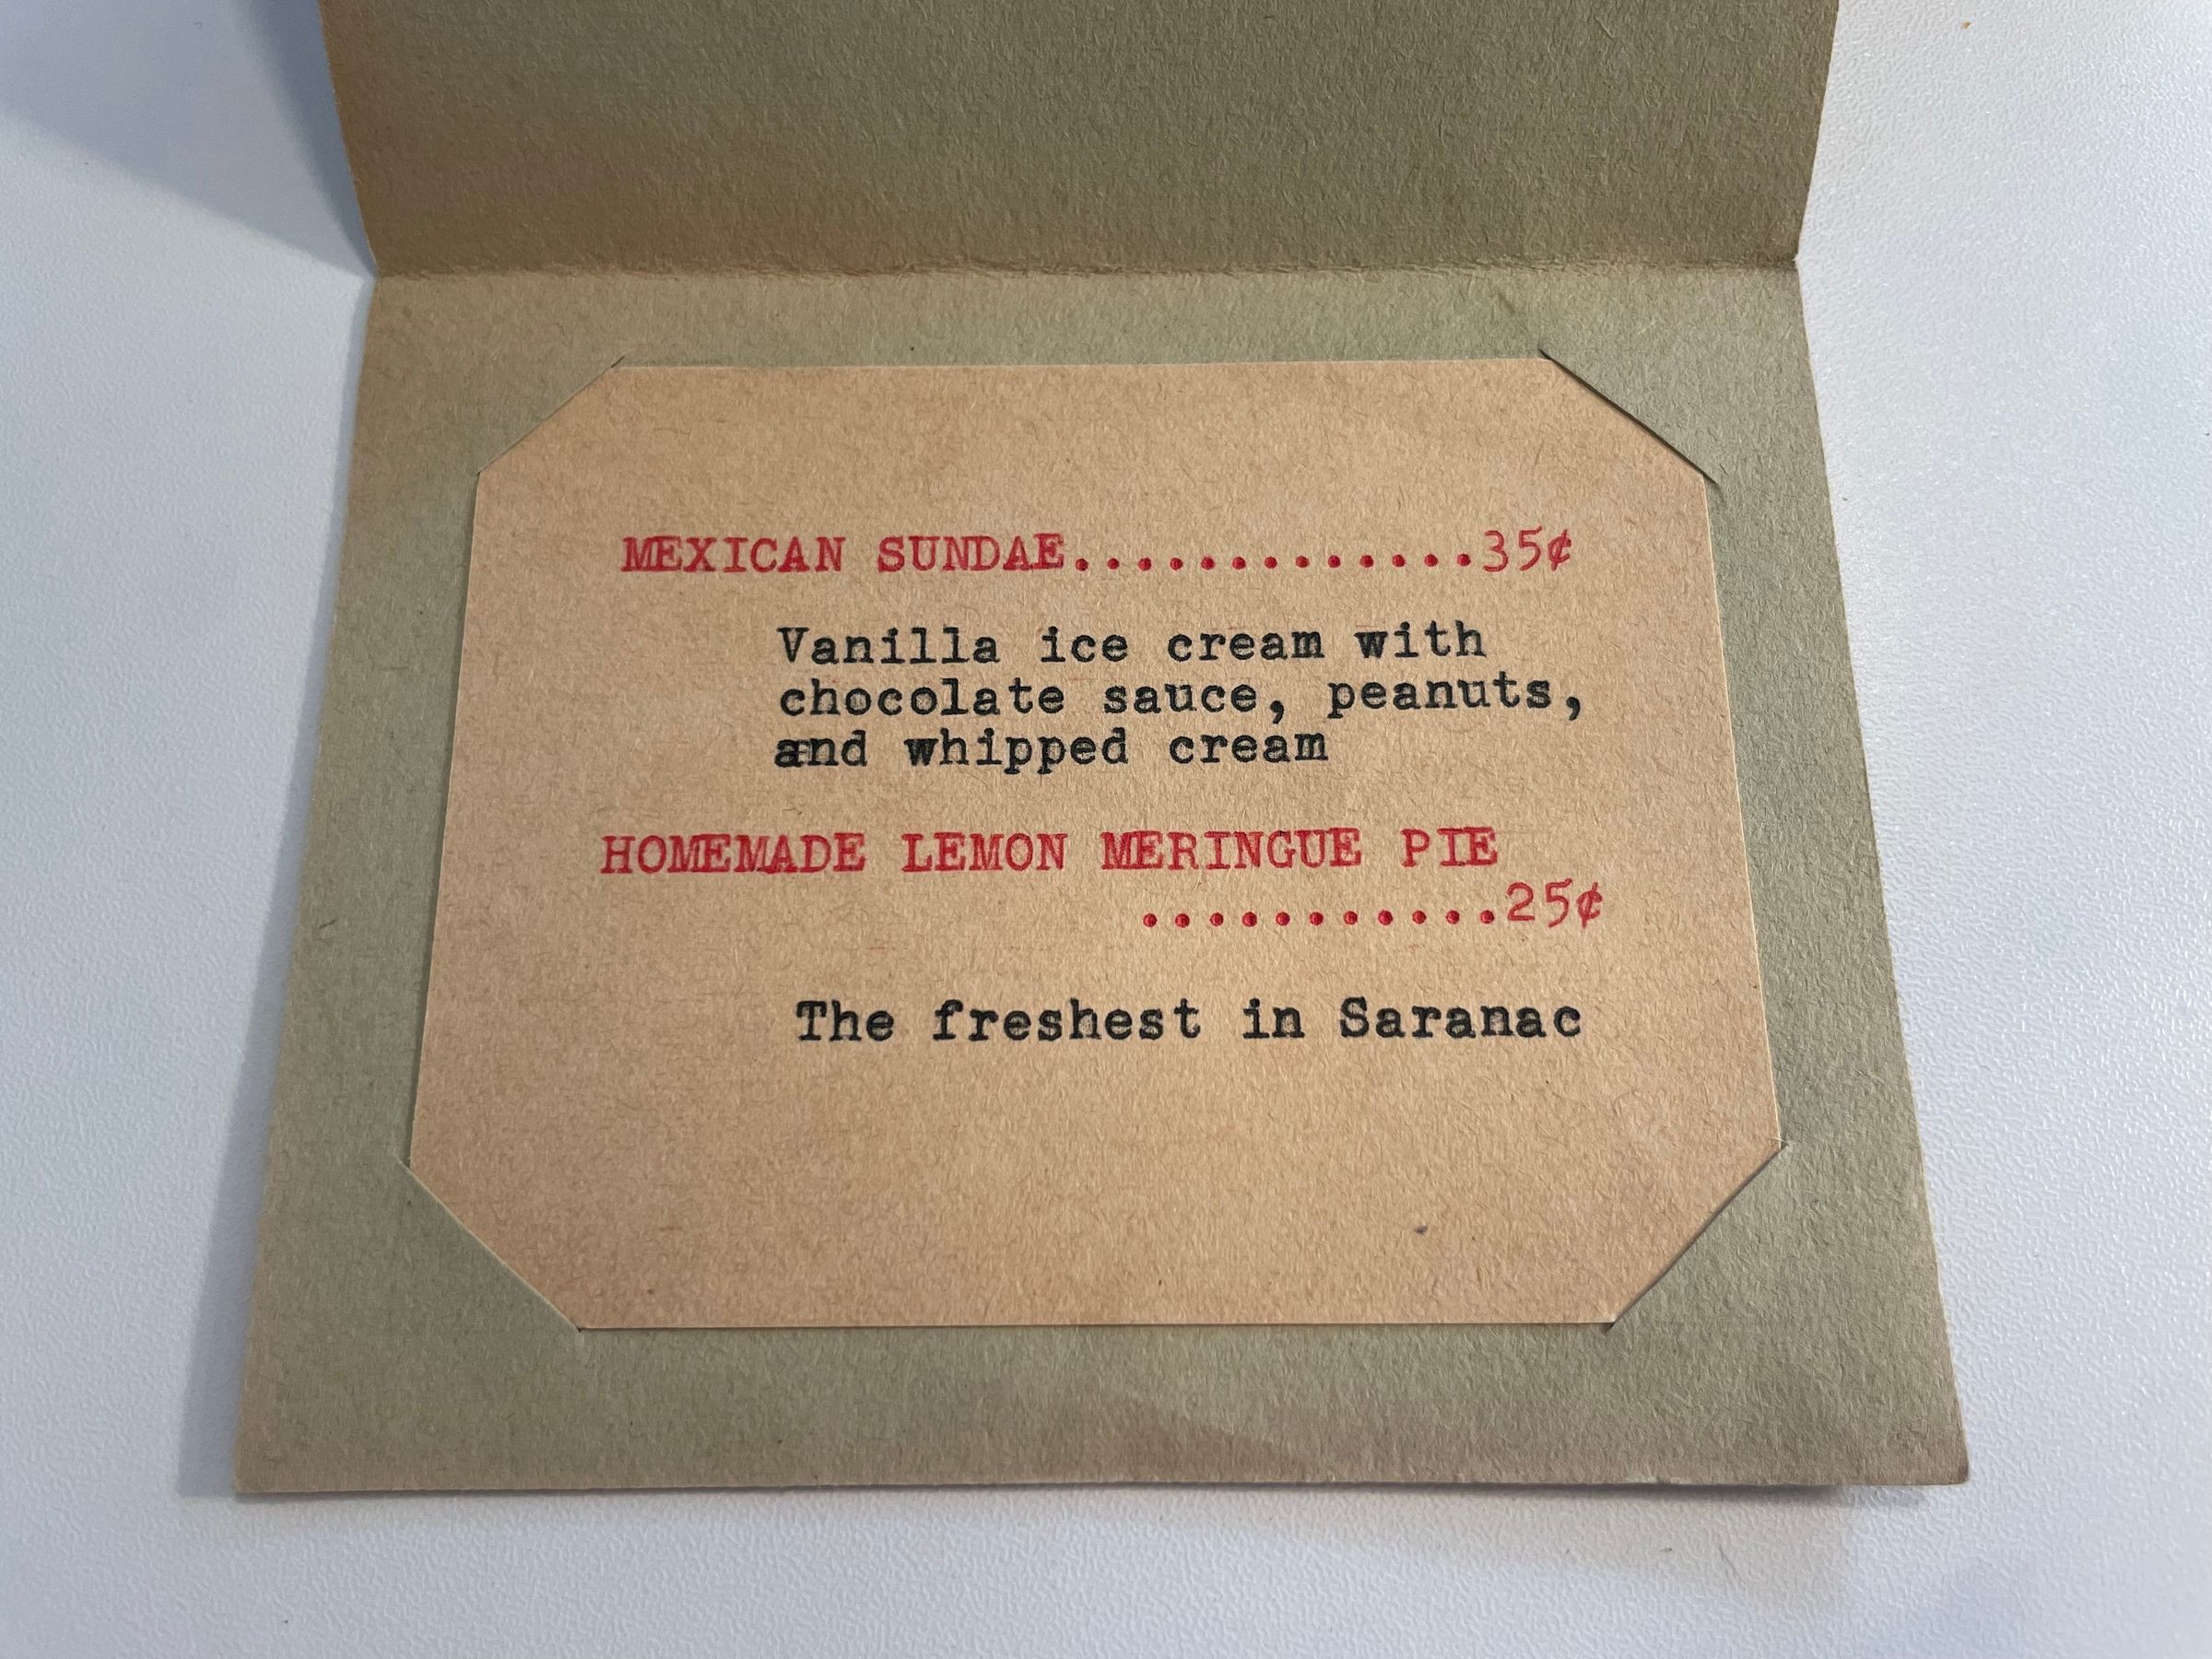 MEXICAN SUNDAE.............35¢
Vanilla ice cream with
chocolate sauce, peanuts,
and whipped cream
HOMEMADE LEMON MERINGUE PIE
...........25¢
The freshest in Saranac